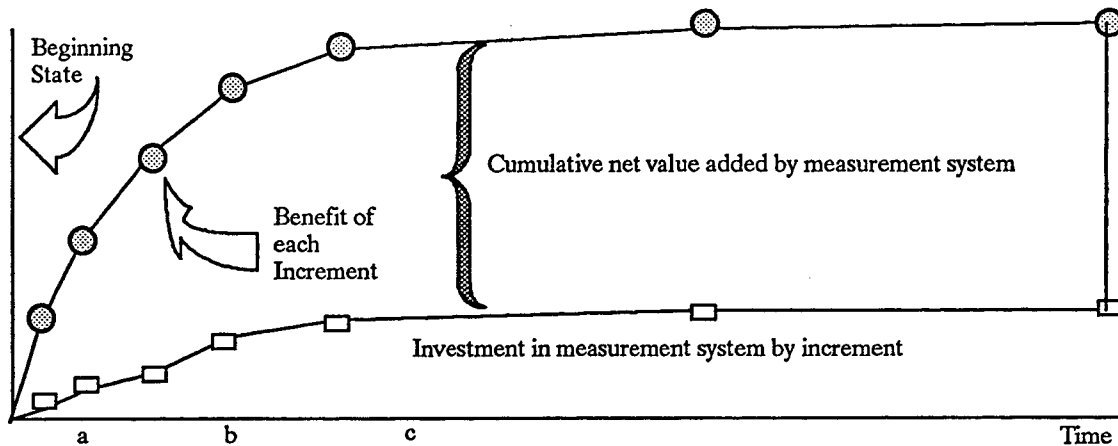 Beginning
State
Cumulative net value added by measurement system
Benefit of
each
Increment
Investment in measurement system by increment
a b c Time